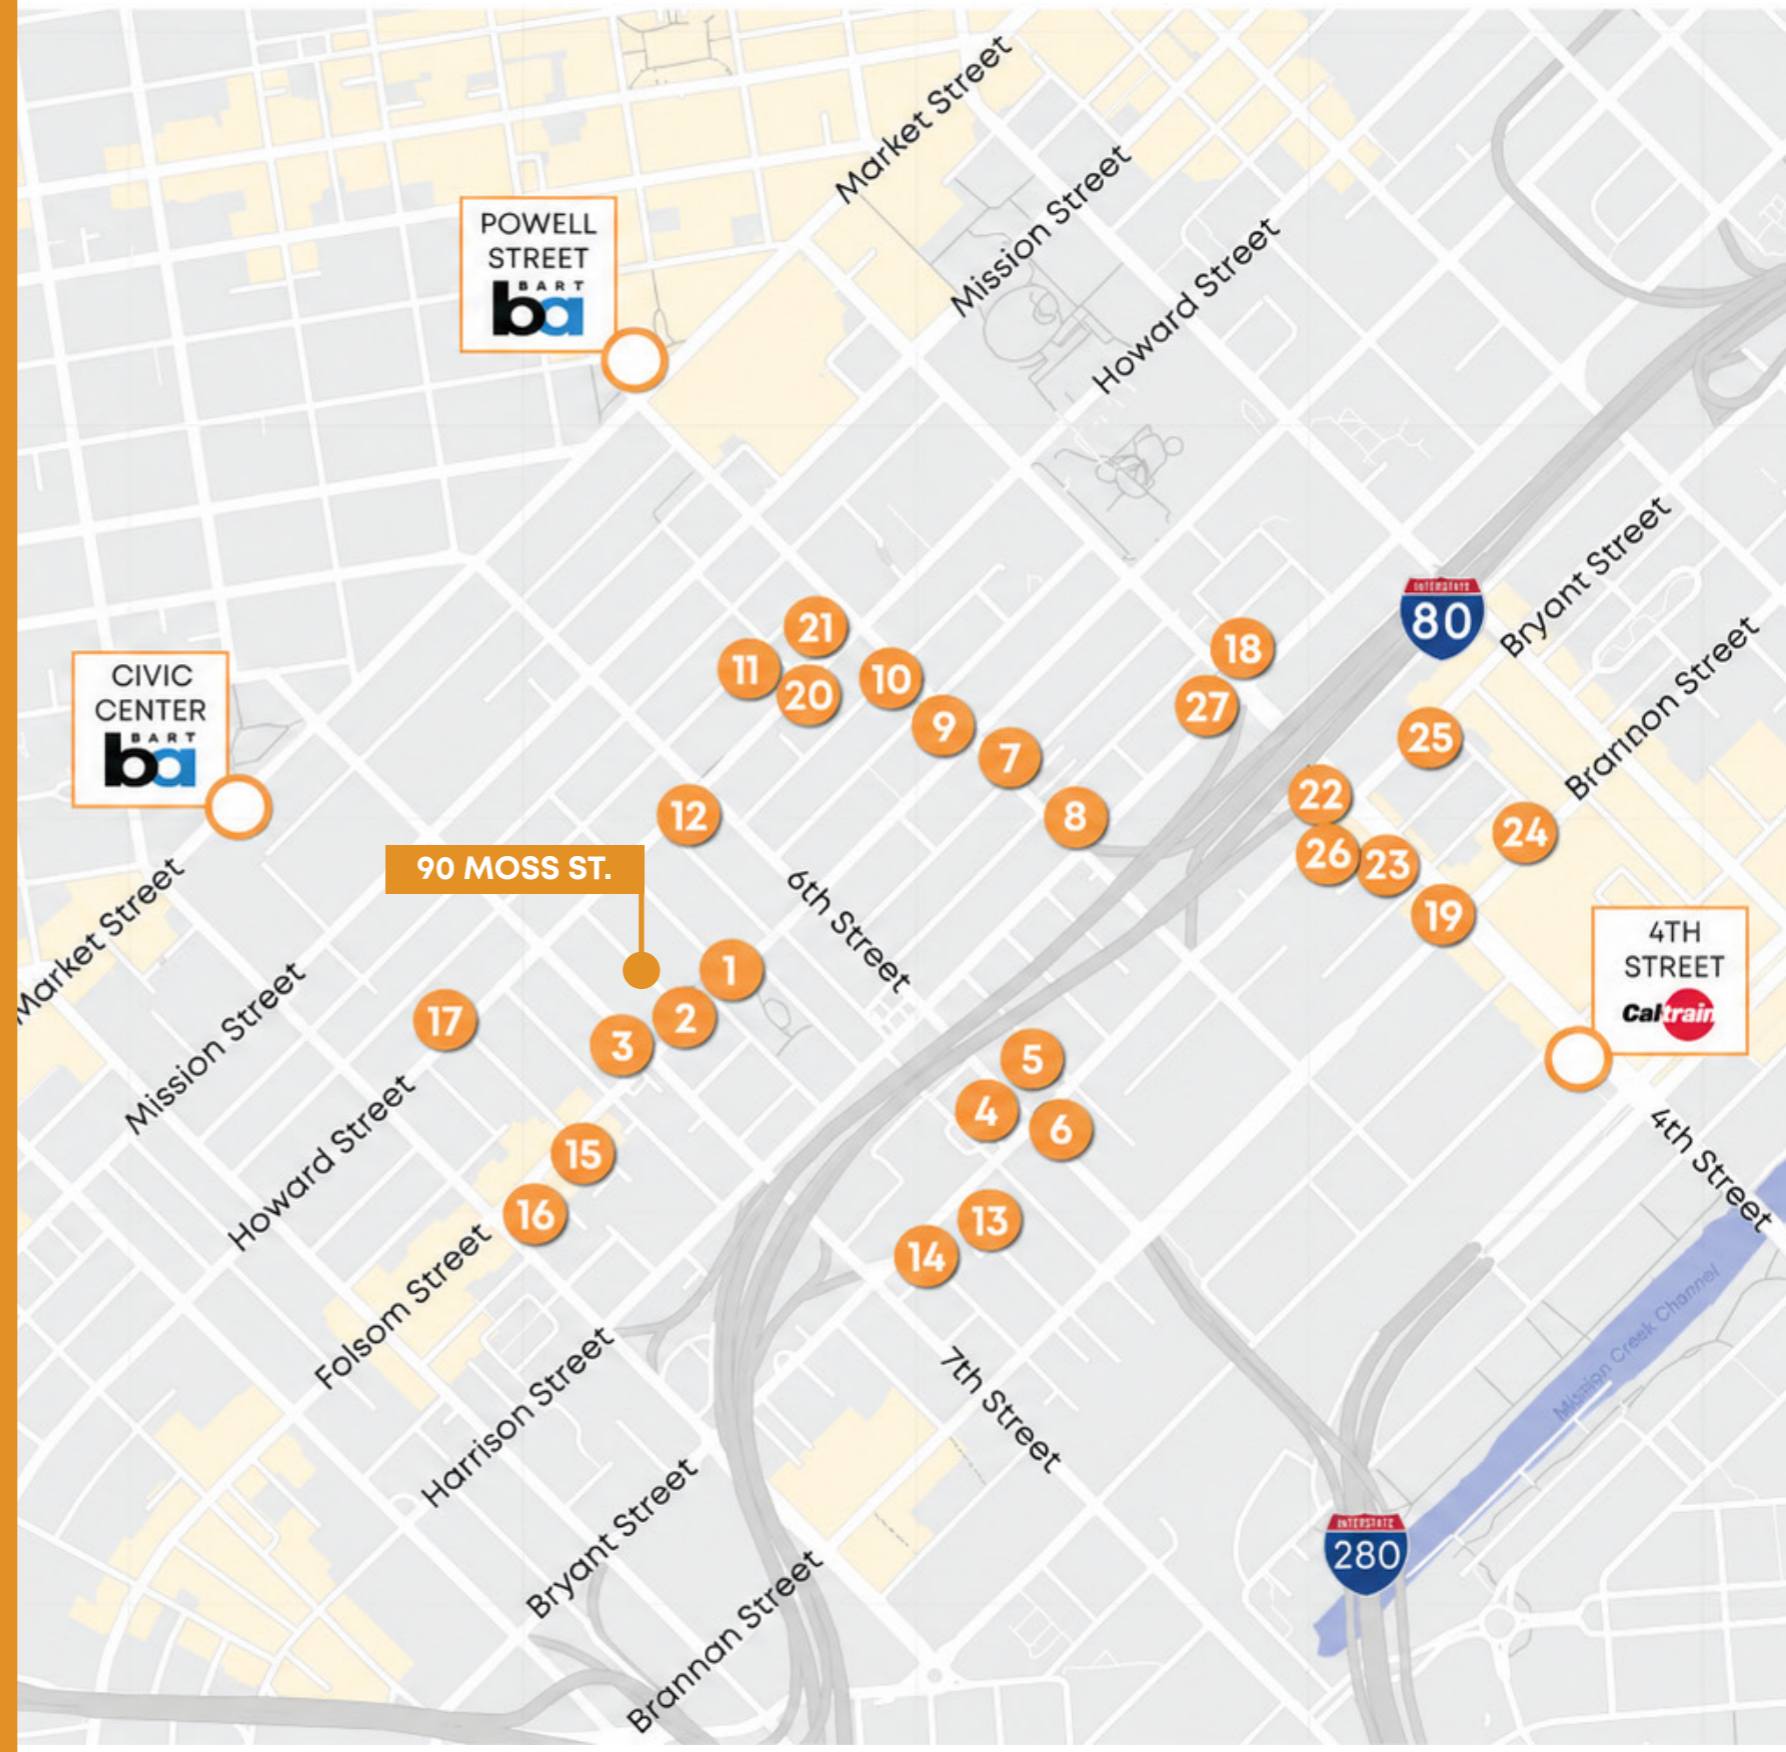 Market Street
Mission Street
Howard Street
POWELL
STREET
BART
ba
INTERSTATE
80
Bryant Street
Brannon Street
21
11
20
10
9
7
8
18
27
25
22
26
23
24
19
CIVIC
CENTER
BART
ba
12
90 MOSS ST.
6th Street
1
2
3
17
4TH
STREET
Caltrain
4th Street
5
4
6
13
14
15
16
Market Street
Mission Street
Howard Street
Folsom Street
Harrison Street
Bryant Street
Brannan Street
7th Street
Mission Creek Channel
INTERSTATE
280